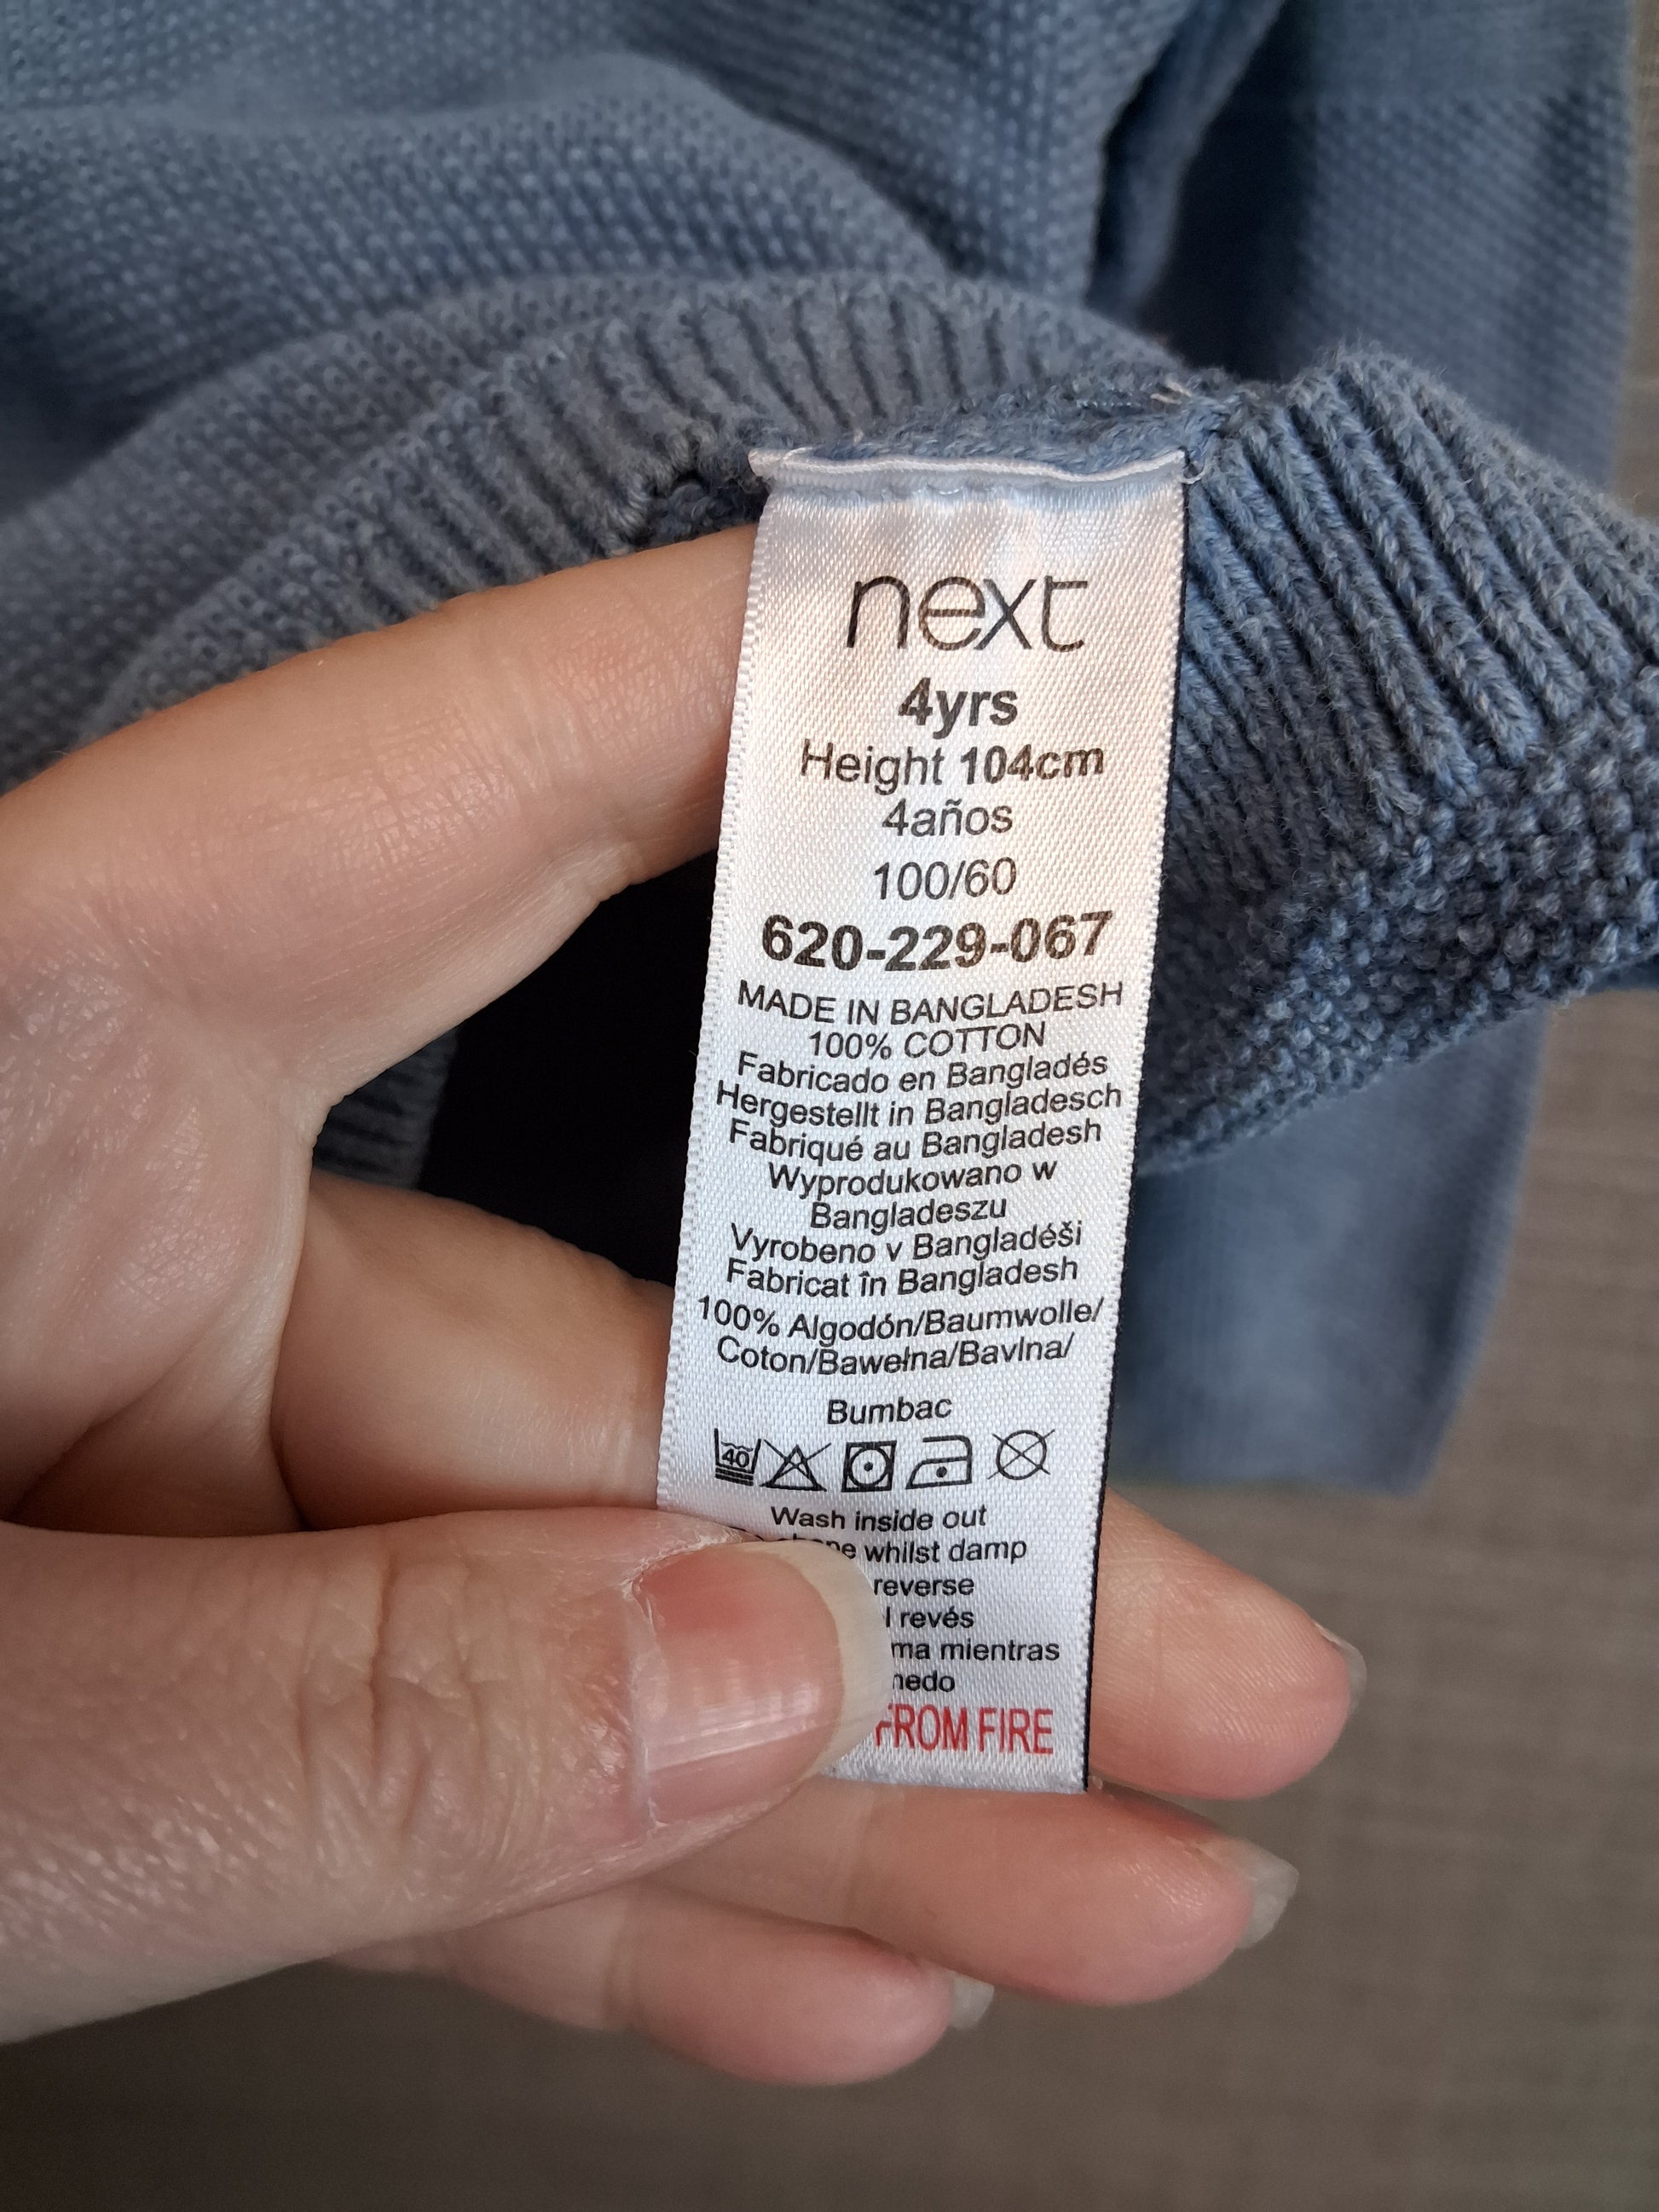 next
4yrs
Height 104cm
4años
100/60
620-229-067
MADE IN BANGLADESH
100% COTTON
Fabricado en Bangladés
Hergestellt in Bangladesch
Fabriqué au Bangladesh
Wyprodukowano w
Bangladeszu
Vyrobeno v Bangladéši
Fabricat în Bangladesh
100% Algodón/Baumwolle/
Coton/Bawełna/Bavlna/
Bumbac
40
Wash inside out
whilst damp
reverse
revés
mientras
FROM FIRE